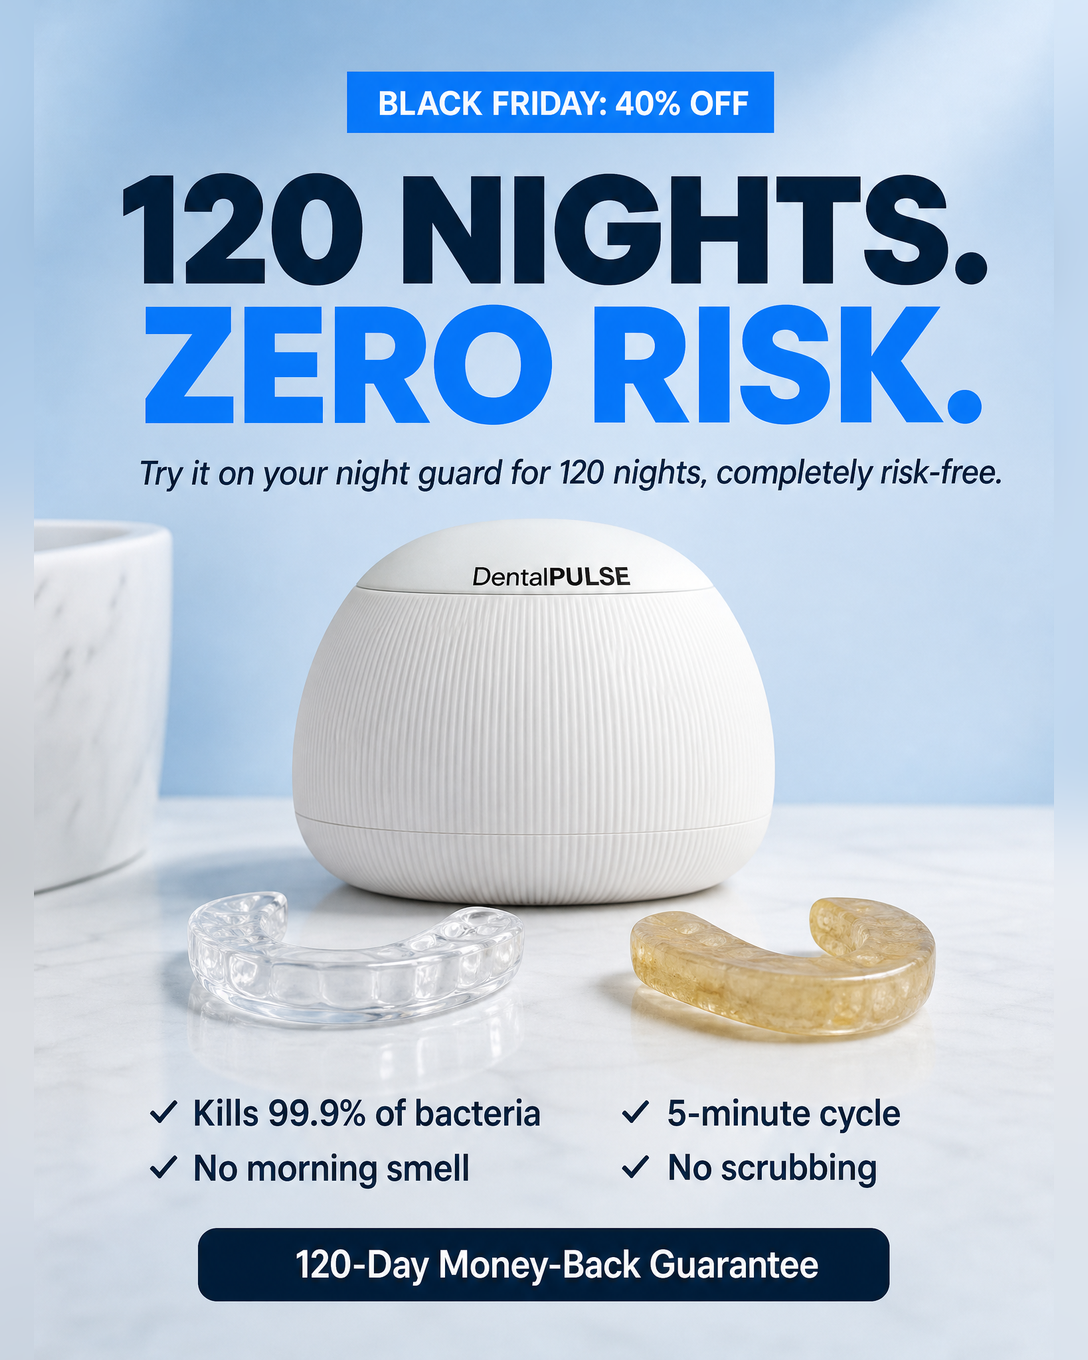 BLACK FRIDAY: 40% OFF
120 NIGHTS.
ZERO RISK.
Try it on your night guard for 120 nights, completely risk-free.
DentalPULSE
Kills 99.9% of bacteria
5-minute cycle
No morning smell
No scrubbing
120-Day Money-Back Guarantee